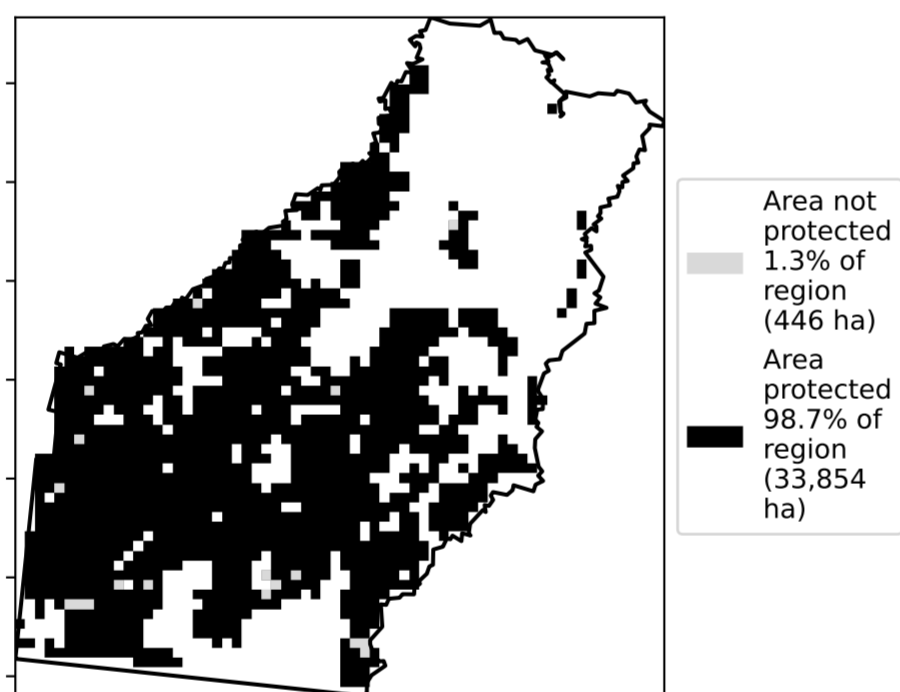 Area not
protected
1.3% of
region
(446 ha)
Area
protected
98.7% of
region
(33,854
ha)